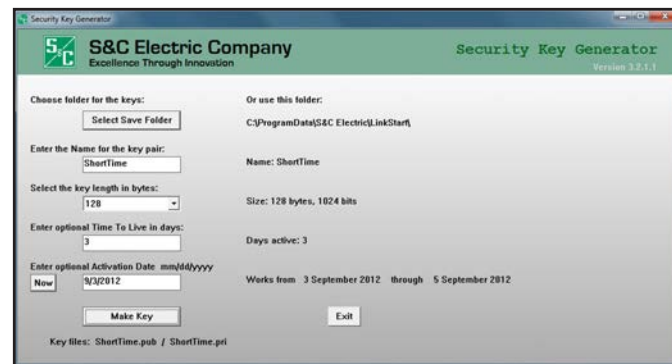 Security Key Generator
S&C
S&C Electric Company
Excellence Through Innovation
Security Key Generator
Version 3.2.1.1
Choose folder for the keys:
Or use this folder:
Select Save Folder
C:\ProgramData\S&C Electric\LinkStart\
Enter the Name for the key pair:
ShortTime
Name: ShortTime
Select the key length in bytes:
128
Size: 128 bytes, 1024 bits
Enter optional Time To Live in days:
3
Days active: 3
Enter optional Activation Date mm/dd/yyyy
Now 9/3/2012
Works from 3 September 2012 through 5 September 2012
Make Key
Exit
Key files: ShortTime.pub / ShortTime.pri